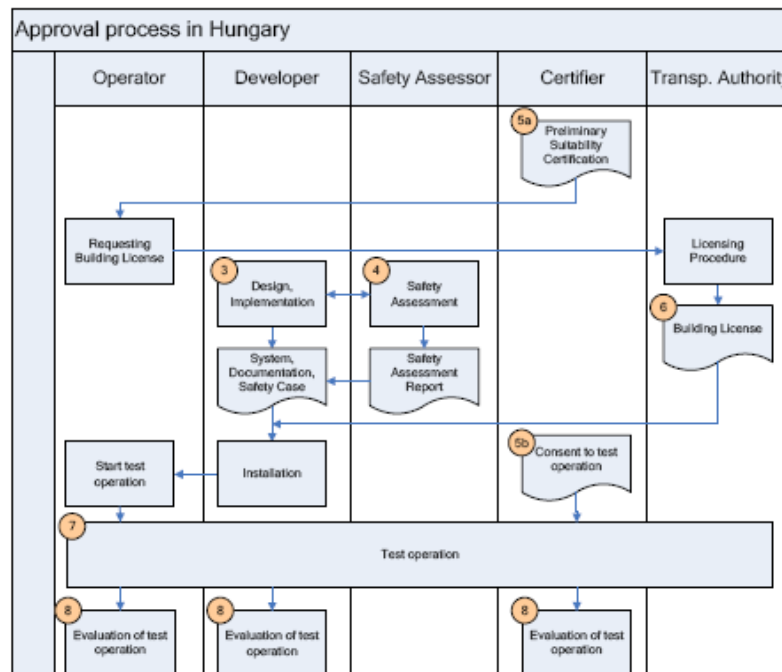 Approval process in Hungary
Operator
Developer
Safety Assessor
Certifier
Transp. Authority
5a
Preliminary
Suitability
Certification
Requesting
Building License
Licensing
Procedure
3
Design,
Implementation
4
Safety
Assessment
6
Building License
System,
Documentation,
Safety Case
Safety
Assessment
Report
Start test
operation
Installation
5b
Consent to test
operation
7
Test operation
8
Evaluation of test
operation
8
Evaluation of test
operation
8
Evaluation of test
operation